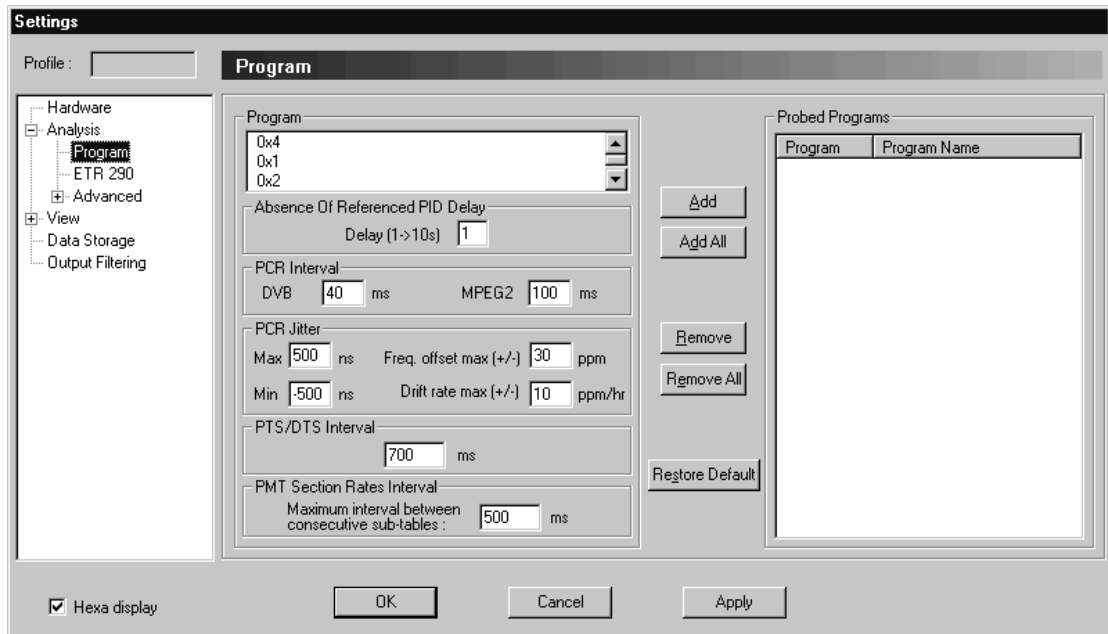 Settings
Profile :
Program
Hardware
Analysis
Program
ETR 290
Advanced
View
Data Storage
Output Filtering
Program
0x4
0x1
0x2
Absence Of Referenced PID Delay
Delay (1->10s) 1
PCR Interval
DVB 40 ms MPEG2 100 ms
PCR Jitter
Max 500 ns Freq. offset max (+/-) 30 ppm
Min -500 ns Drift rate max (+/-) 10 ppm/hr
PTS/DTS Interval
700 ms
PMT Section Rates Interval
Maximum interval between
consecutive sub-tables : 500 ms
Add
Add All
Remove
Remove All
Restore Default
Probed Programs
Program Program Name
Hexa display
OK Cancel Apply